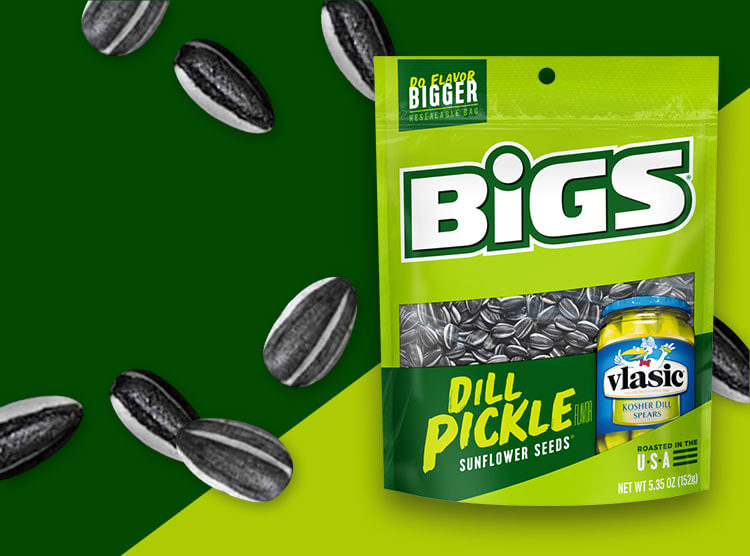 DO FLAVOR
BIGGER
RESEALABLE BAG
BiGS®
vlasic
KOSHER DILL
SPEARS
DILL
PICKLE FLAVOR
SUNFLOWER SEEDS
ROASTED IN THE
U·S·A
NET WT 5.35 OZ (152g)